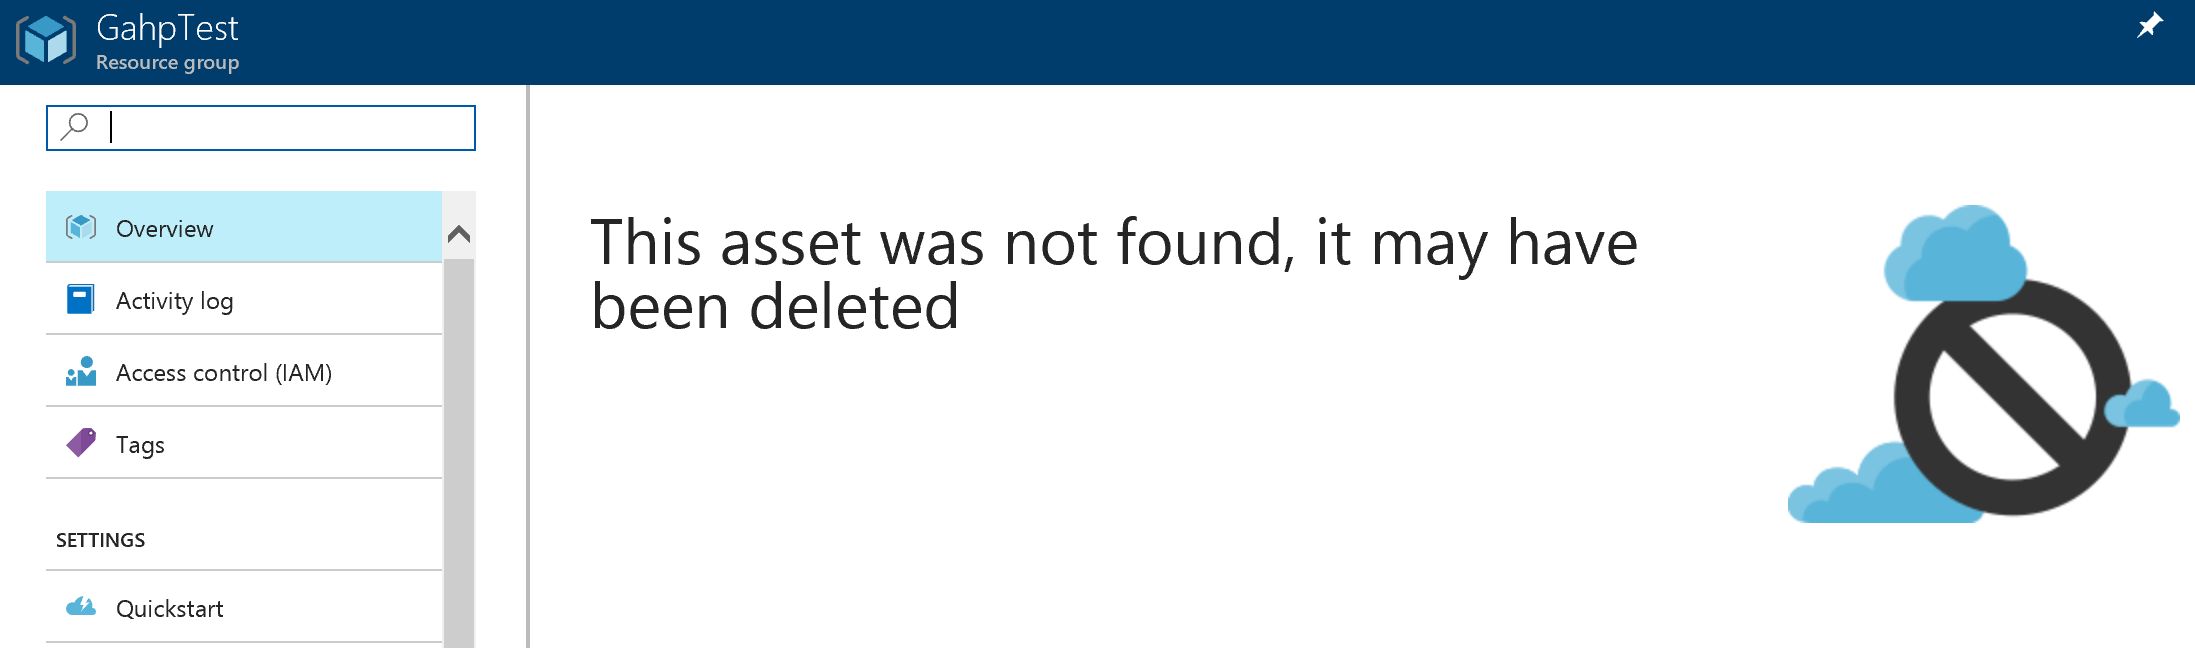 GahpTest
Resource group
Overview
Activity log
Access control (IAM)
Tags
SETTINGS
Quickstart
This asset was not found, it may have
been deleted